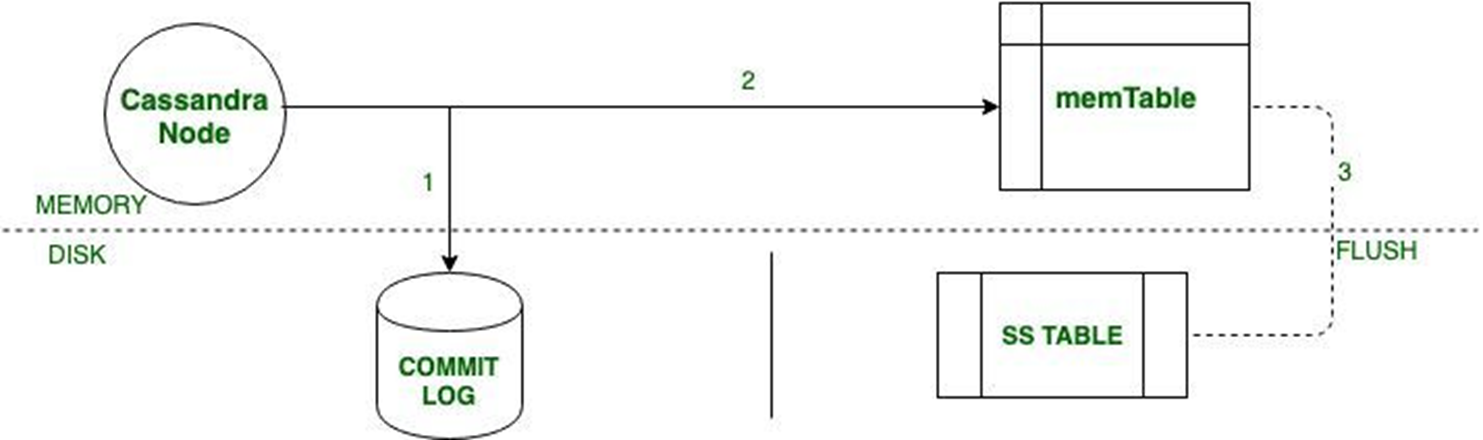 Cassandra
Node
2
memTable
1
3
MEMORY
DISK
FLUSH
COMMIT
LOG
SS TABLE